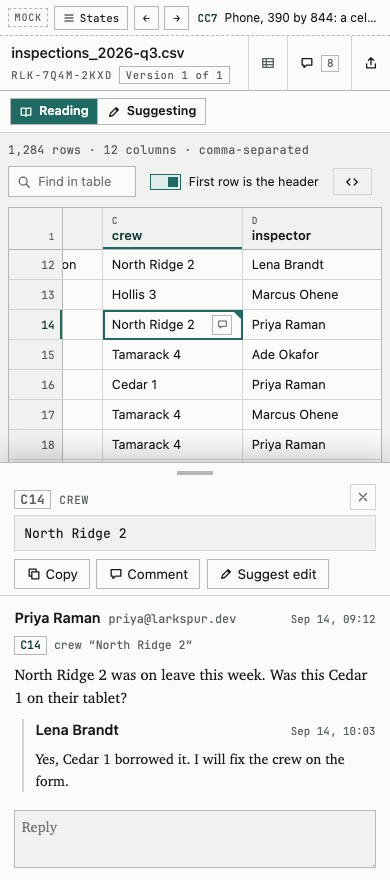 MOCK States ← → CC7 Phone, 390 by 844: a cel…
inspections_2026-q3.csv
RLK-7Q4M-2KXD Version 1 of 1 8
Reading Suggesting
1,284 rows · 12 columns · comma-separated
Find in table First row is the header
C D
1 crew inspector
12 on North Ridge 2 Lena Brandt
13 Hollis 3 Marcus Ohene
14 North Ridge 2 Priya Raman
15 Tamarack 4 Ade Okafor
16 Cedar 1 Priya Raman
17 Tamarack 4 Marcus Ohene
18 Tamarack 4 Priya Raman
C14 CREW
North Ridge 2
Copy Comment Suggest edit
Priya Raman priya@larkspur.dev Sep 14, 09:12
C14 crew “North Ridge 2”
North Ridge 2 was on leave this week. Was this Cedar
1 on their tablet?
Lena Brandt Sep 14, 10:03
Yes, Cedar 1 borrowed it. I will fix the crew on the
form.
Reply